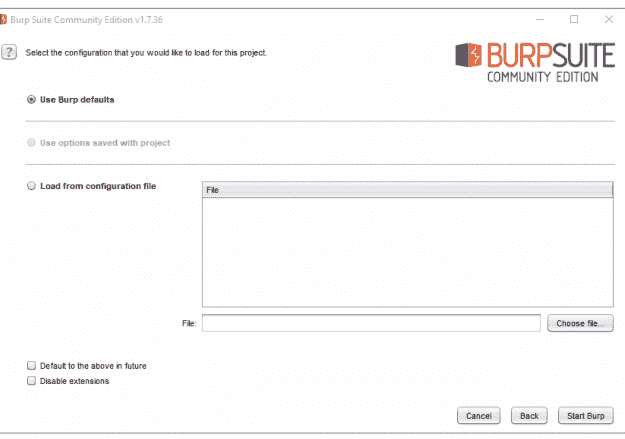 Burp Suite Community Edition v1.7.36
? Select the configuration that you would like to load for this project.
BURPSUITE
COMMUNITY EDITION
Use Burp defaults
Use options saved with project
Load from configuration file
File
File:
Choose file...
Default to the above in future
Disable extensions
Cancel Back Start Burp